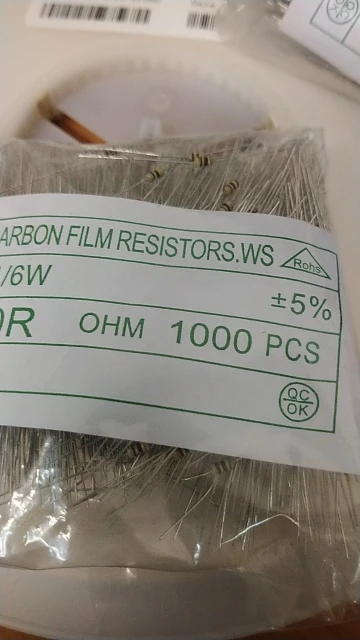 ARBON FILM RESISTORS.WS
Rohs
/6W
±5%
0R OHM 1000 PCS
QC
OK